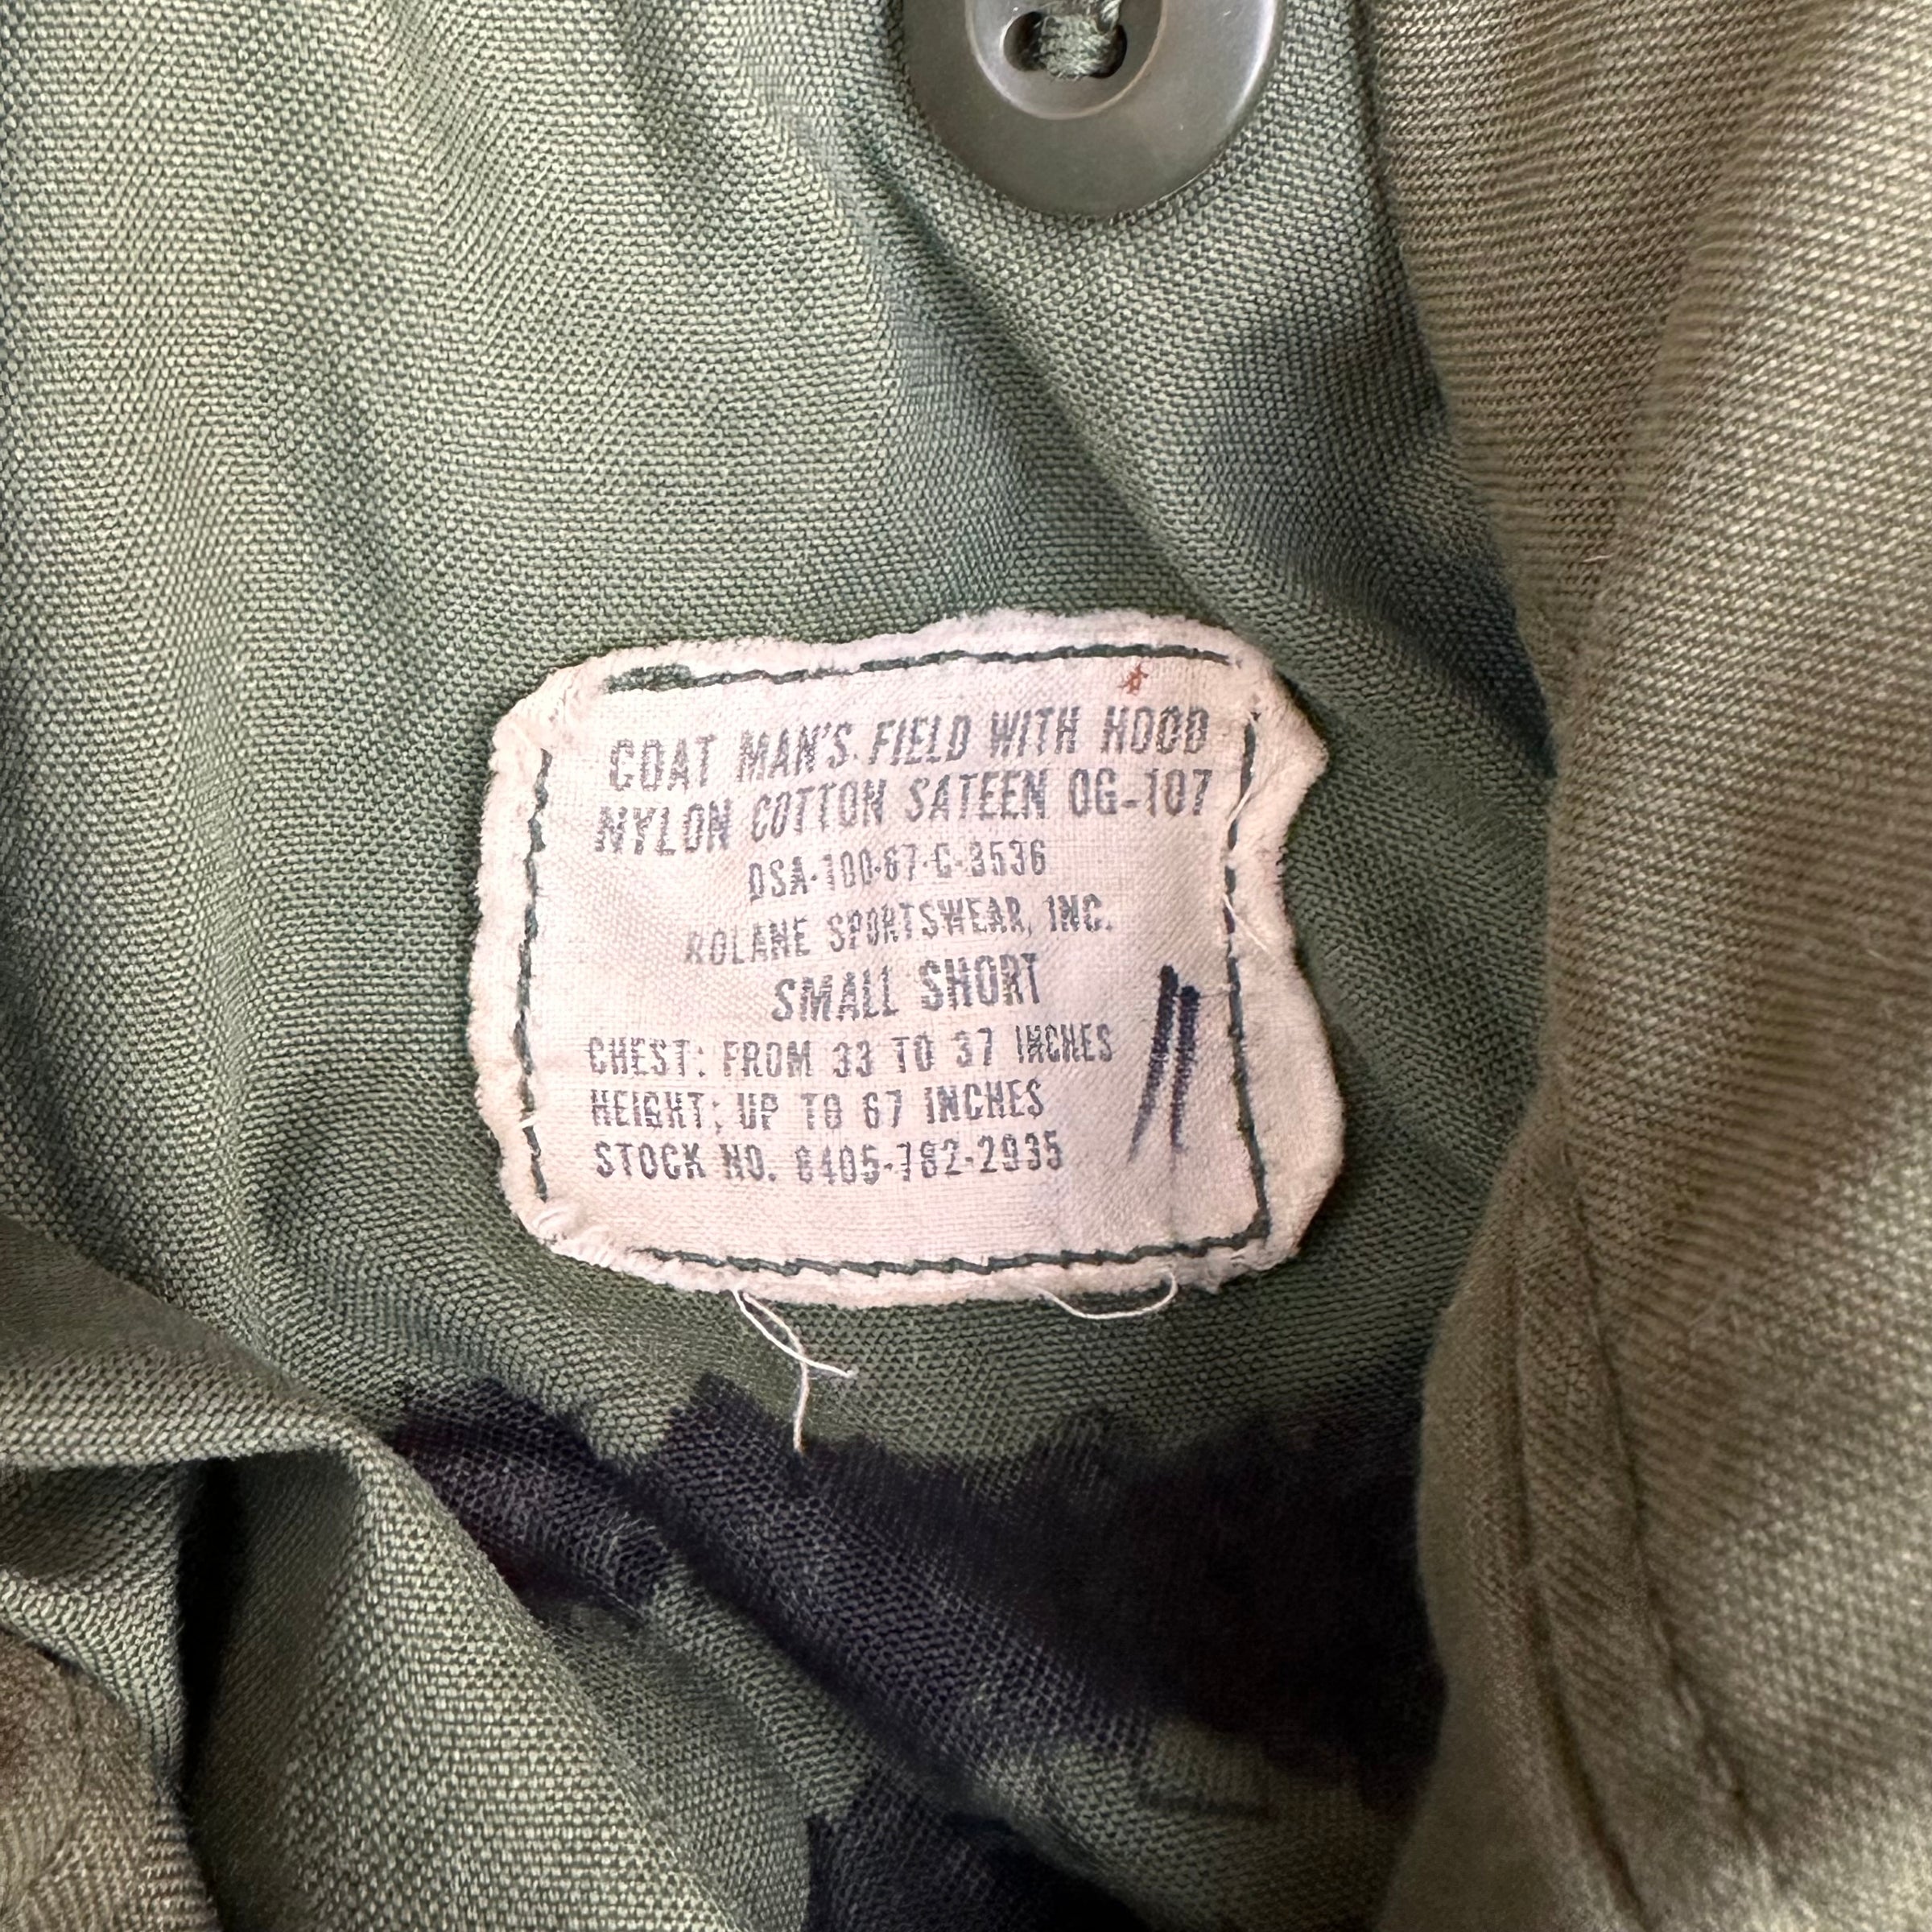 COAT MAN'S FIELD WITH HOOD
NYLON COTTON SATEEN OG-107
DSA-100-67-C-3536
ROLANE SPORTSWEAR, INC.
SMALL SHORT
CHEST: FROM 33 TO 37 INCHES
HEIGHT: UP TO 67 INCHES
STOCK NO. 8405-782-2935